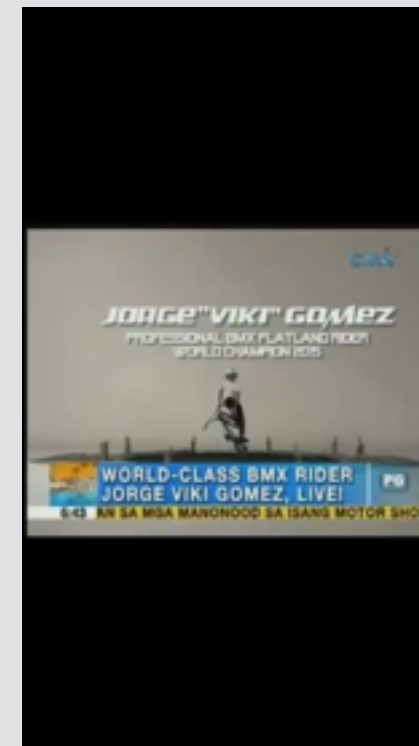 GMA
JORGE "VIKI" GOMEZ
PROFESSIONAL BMX FLATLAND RIDER
WORLD CHAMPION 2015
WORLD-CLASS BMX RIDER
JORGE VIKI GOMEZ, LIVE!
PG
6:43 AN SA MGA MANONOOD SA ISANG MOTOR SHO